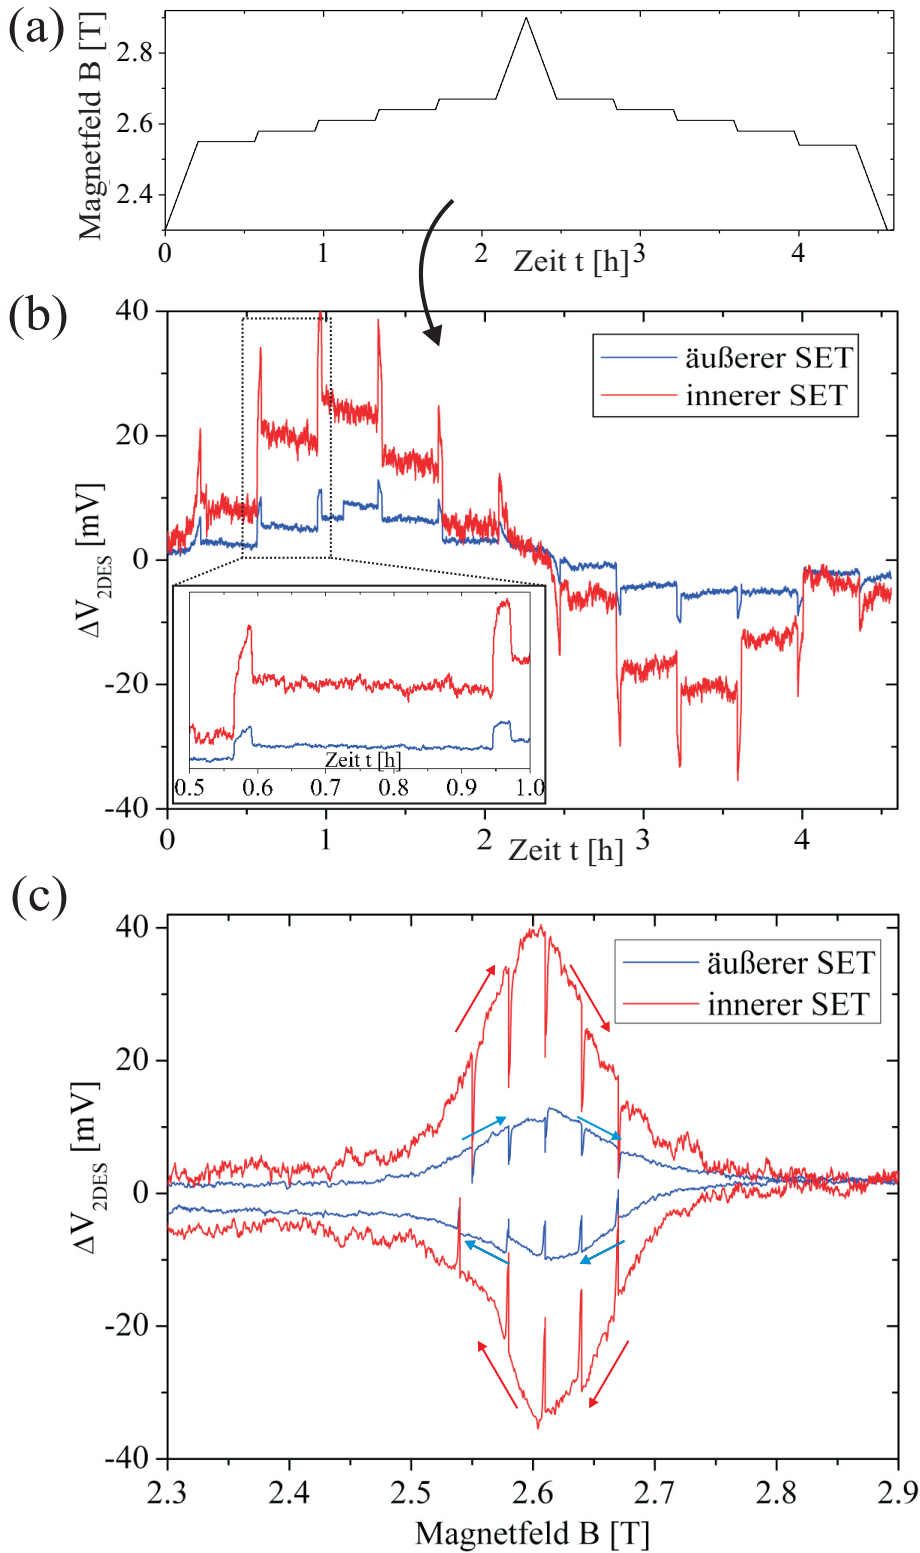 (a)
Magnetfeld B [T]
2.8
2.6
2.4
0 1 2 3 4
Zeit t [h]
(b)
ΔV2DES [mV]
40
20
0
-20
-40
äußerer SET
innerer SET
Zeit t [h]
0.5 0.6 0.7 0.8 0.9 1.0
0 1 2 3 4
Zeit t [h]
(c)
ΔV2DES [mV]
40
20
0
-20
-40
äußerer SET
innerer SET
2.3 2.4 2.5 2.6 2.7 2.8 2.9
Magnetfeld B [T]